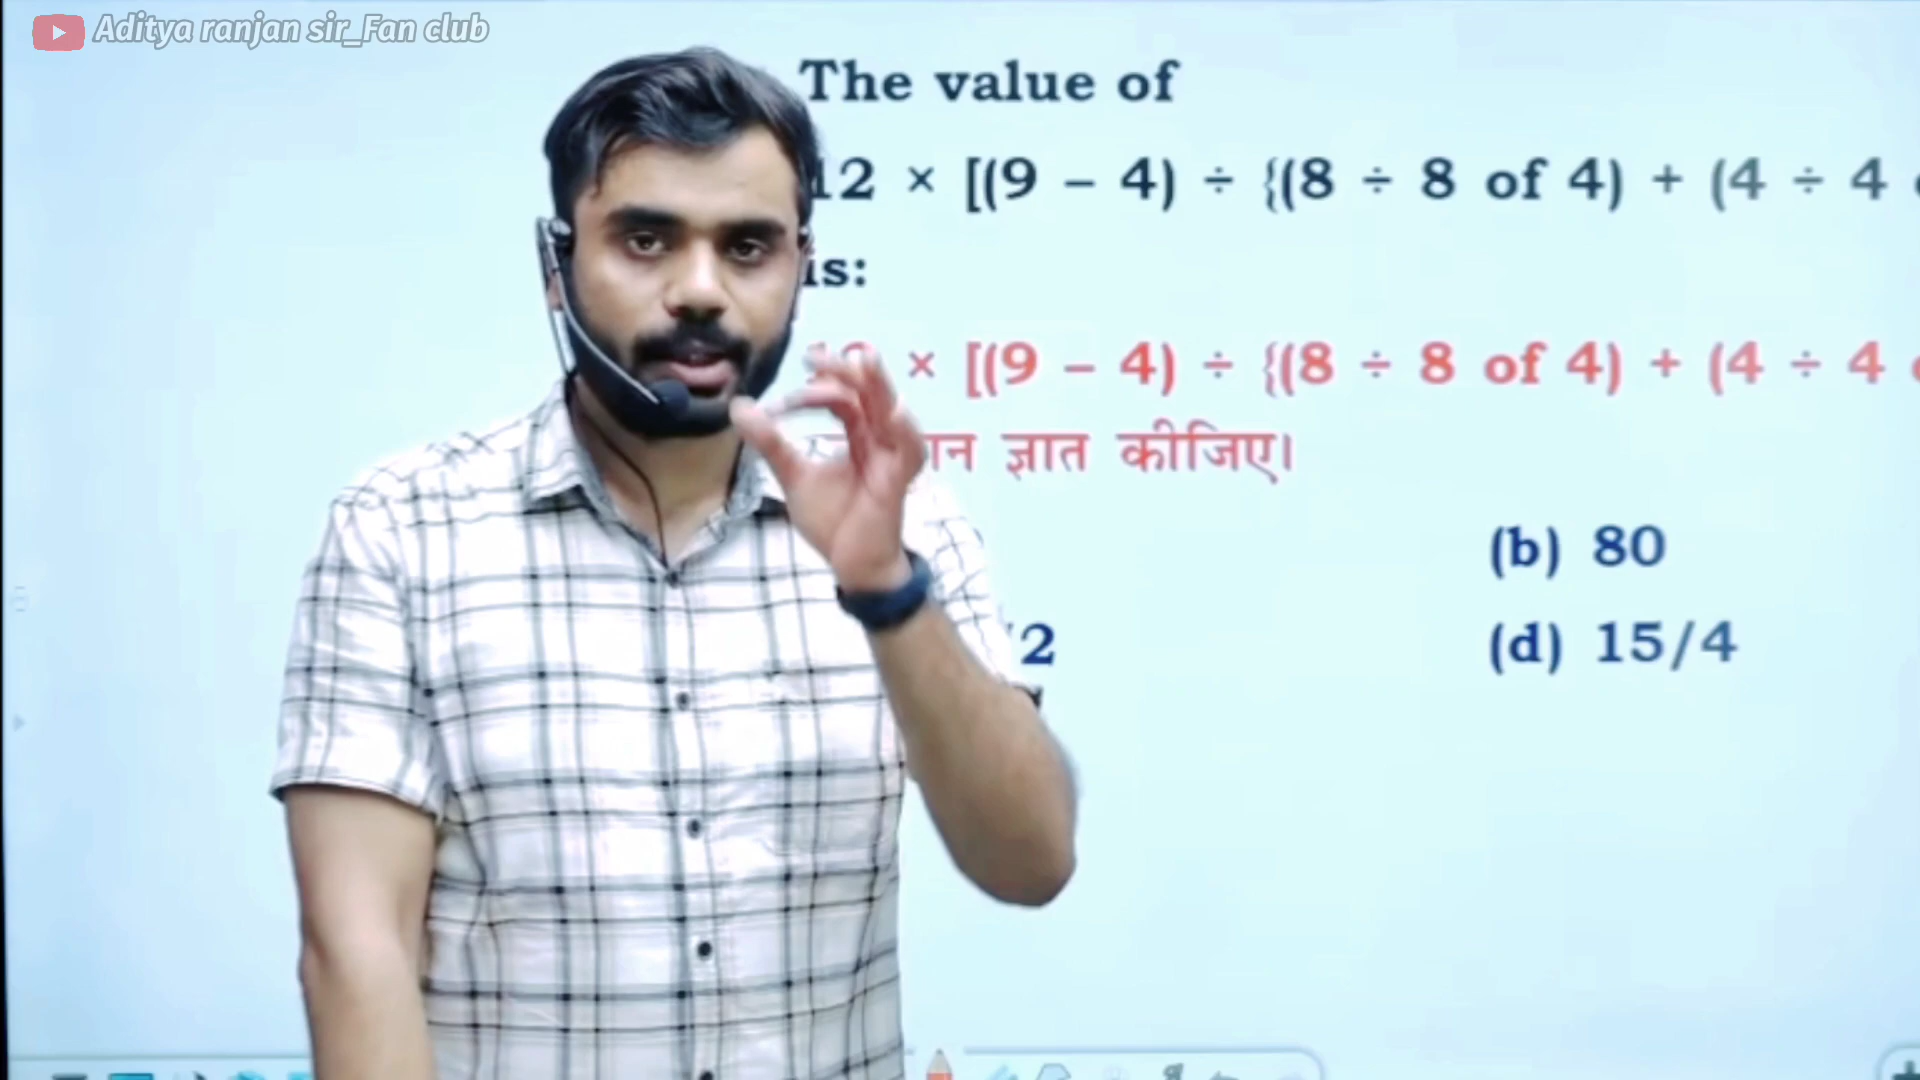 Aditya ranjan sir_Fan club
The value of
12 × [(9 – 4) ÷ {(8 ÷ 8 of 4) + (4 ÷ 4
is:
× [(9 – 4) ÷ {(8 ÷ 8 of 4) + (4 ÷ 4
ज्ञात कीजिए।
(b) 80
/2
(d) 15/4